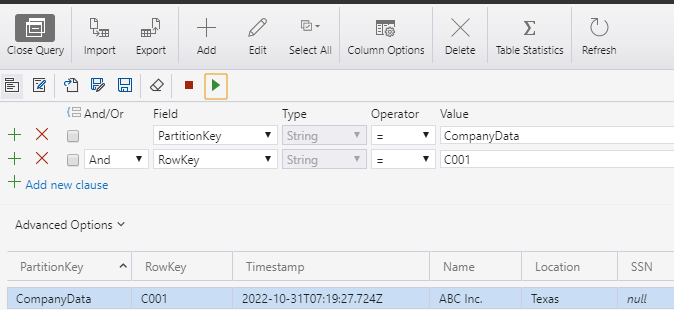 Close Query Import Export Add Edit Select All Column Options Delete Table Statistics Refresh
And/Or Field Type Operator Value
PartitionKey String = CompanyData
And RowKey String = C001
Add new clause
Advanced Options
PartitionKey RowKey Timestamp Name Location SSN
CompanyData C001 2022-10-31T07:19:27.724Z ABC Inc. Texas null